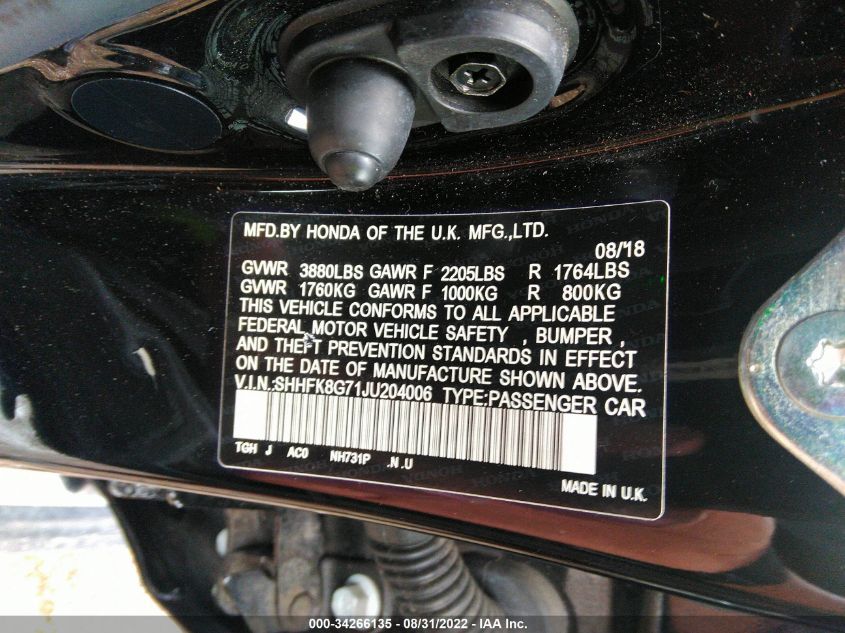 MFD.BY HONDA OF THE U.K. MFG.,LTD.
08/'18
GVWR 3880LBS GAWR F 2205LBS R 1764LBS
GVWR 1760KG GAWR F 1000KG R 800KG
THIS VEHICLE CONFORMS TO ALL APPLICABLE
FEDERAL MOTOR VEHICLE SAFETY , BUMPER ,
AND THEFT PREVENTION STANDARDS IN EFFECT
ON THE DATE OF MANUFACTURE SHOWN ABOVE.
V.I.N.:SHHFK8G71JU204006 TYPE:PASSENGER CAR
TGH J AC0 NH731P .N .U
MADE IN U.K.
000-34266135 - 08/31/2022 - IAA Inc.